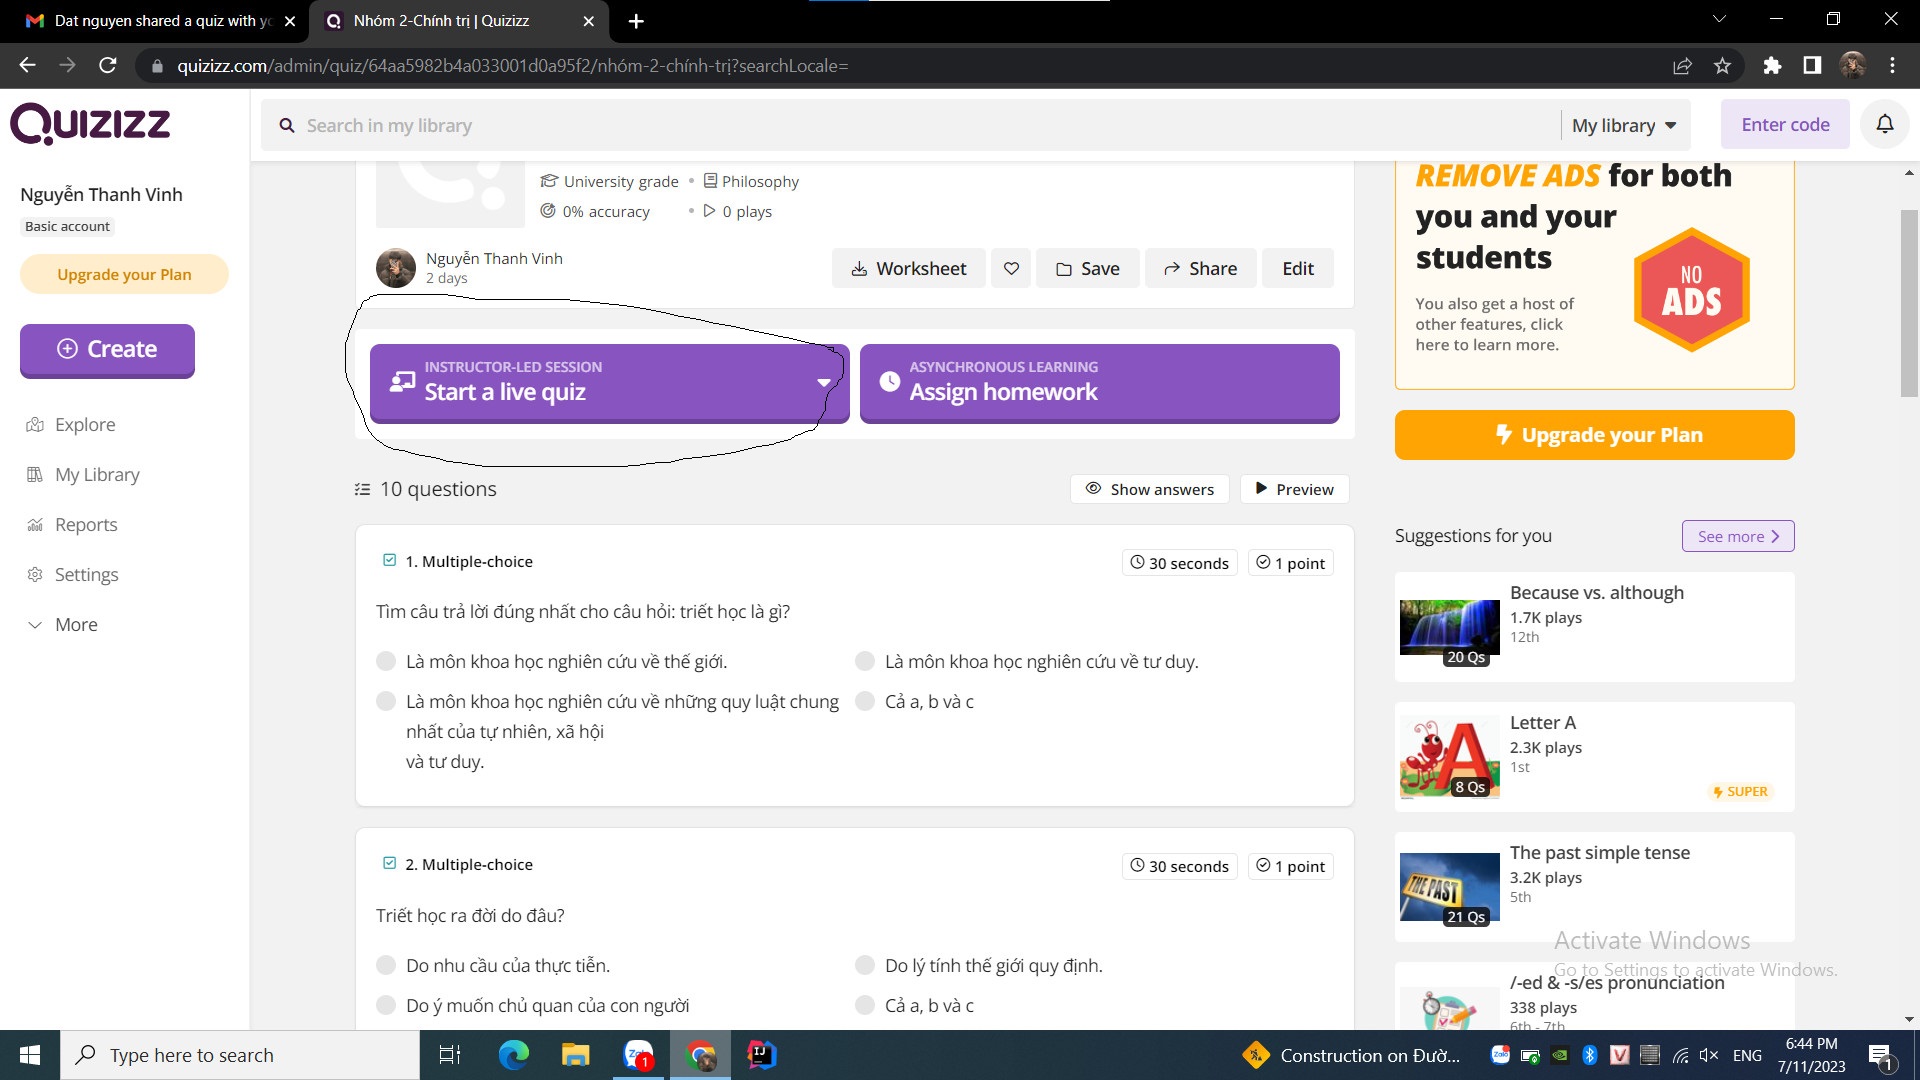 Dat nguyen shared a quiz with yo
Nhóm 2-Chính trị | Quizizz
quizizz.com/admin/quiz/64aa5982b4a033001d0a95f2/nhóm-2-chính-trị?searchLocale=
Quizizz
Search in my library
My library
Enter code
Nguyễn Thanh Vinh
Basic account
Upgrade your Plan
Create
Explore
My Library
Reports
Settings
More
University grade • Philosophy
0% accuracy • 0 plays
Nguyễn Thanh Vinh
2 days
Worksheet
Save
Share
Edit
INSTRUCTOR-LED SESSION
Start a live quiz
ASYNCHRONOUS LEARNING
Assign homework
10 questions
Show answers
Preview
1. Multiple-choice
30 seconds
1 point
Tìm câu trả lời đúng nhất cho câu hỏi: triết học là gì?
Là môn khoa học nghiên cứu về thế giới.
Là môn khoa học nghiên cứu về tư duy.
Là môn khoa học nghiên cứu về những quy luật chung
nhất của tự nhiên, xã hội
và tư duy.
Cả a, b và c
2. Multiple-choice
30 seconds
1 point
Triết học ra đời do đâu?
Do nhu cầu của thực tiễn.
Do lý tính thế giới quy định.
Do ý muốn chủ quan của con người
Cả a, b và c
REMOVE ADS for both
you and your
students
You also get a host of
other features, click
here to learn more.
NO
ADS
Upgrade your Plan
Suggestions for you
See more
Because vs. although
1.7K plays
12th
20 Qs
Letter A
2.3K plays
1st
8 Qs
SUPER
The past simple tense
3.2K plays
5th
THE PAST
21 Qs
Activate Windows
Go to Settings to activate Windows.
/-ed & -s/es pronunciation
338 plays
6th - 7th
Type here to search
Zalo
1
IJ
Construction on Đườ...
Zalo
V
ENG
6:44 PM
7/11/2023
1